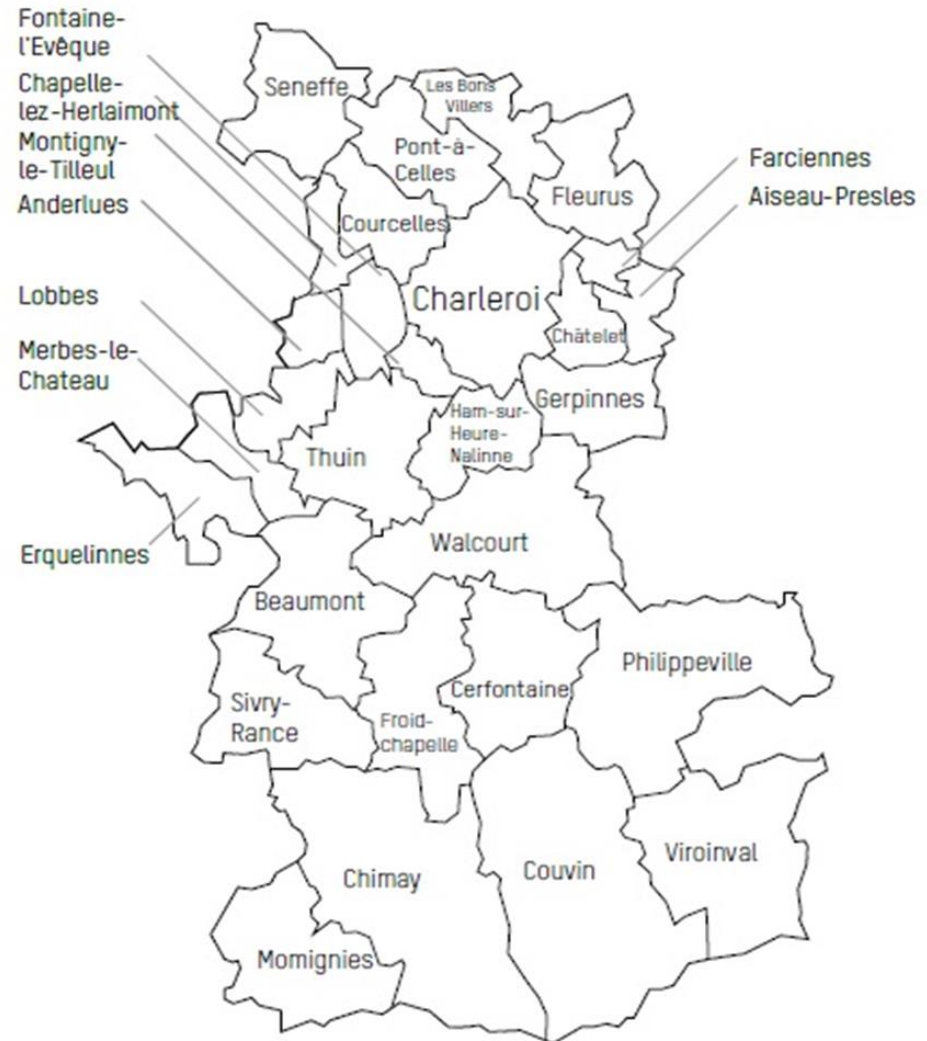 Fontaine-
l'Evêque
Chapelle-
lez-Herlaimont
Montigny-
le-Tilleul
Anderlues
Lobbes
Merbes-le-
Chateau
Erquelinnes
Seneffe
Les Bons
Villers
Pont-à-
Celles
Fleurus
Farciennes
Aiseau-Presles
Courcelles
Charleroi
Châtelet
Gerpinnes
Ham-sur-
Heure-
Nalinne
Thuin
Walcourt
Beaumont
Philippeville
Cerfontaine
Sivry-
Rance
Froid-
chapelle
Chimay
Couvin
Viroinval
Momignies